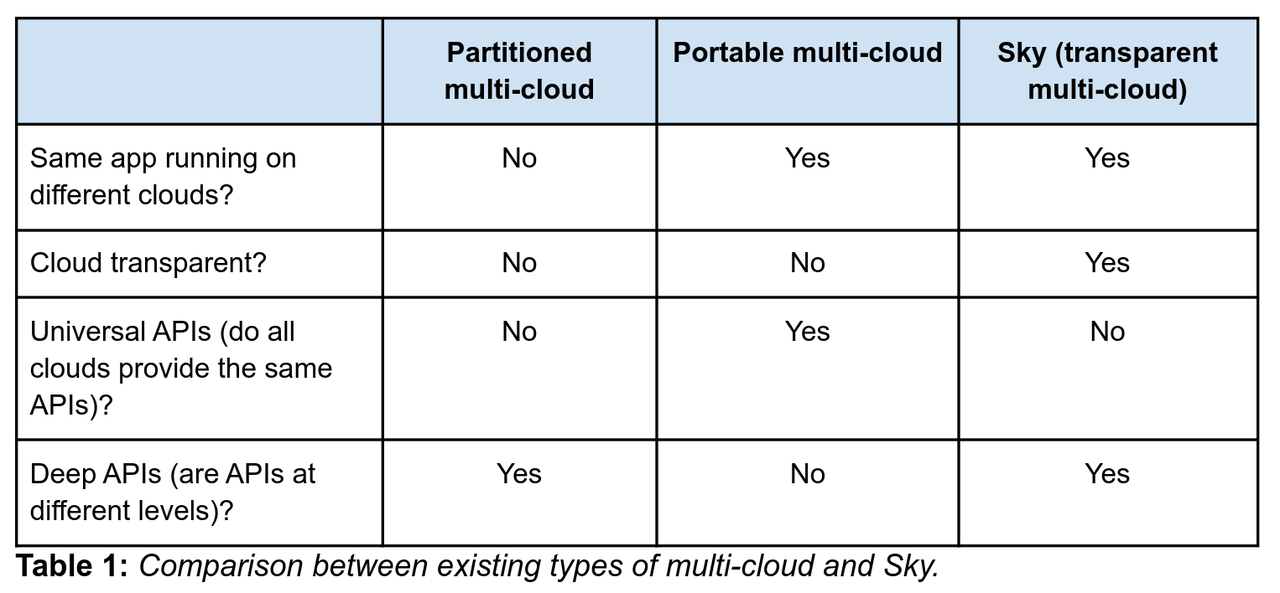 Partitioned multi-cloud
Portable multi-cloud
Sky (transparent multi-cloud)
Same app running on different clouds?
No
Yes
Yes
Cloud transparent?
No
No
Yes
Universal APIs (do all clouds provide the same APIs)?
No
Yes
No
Deep APIs (are APIs at different levels)?
Yes
No
Yes
Table 1: Comparison between existing types of multi-cloud and Sky.